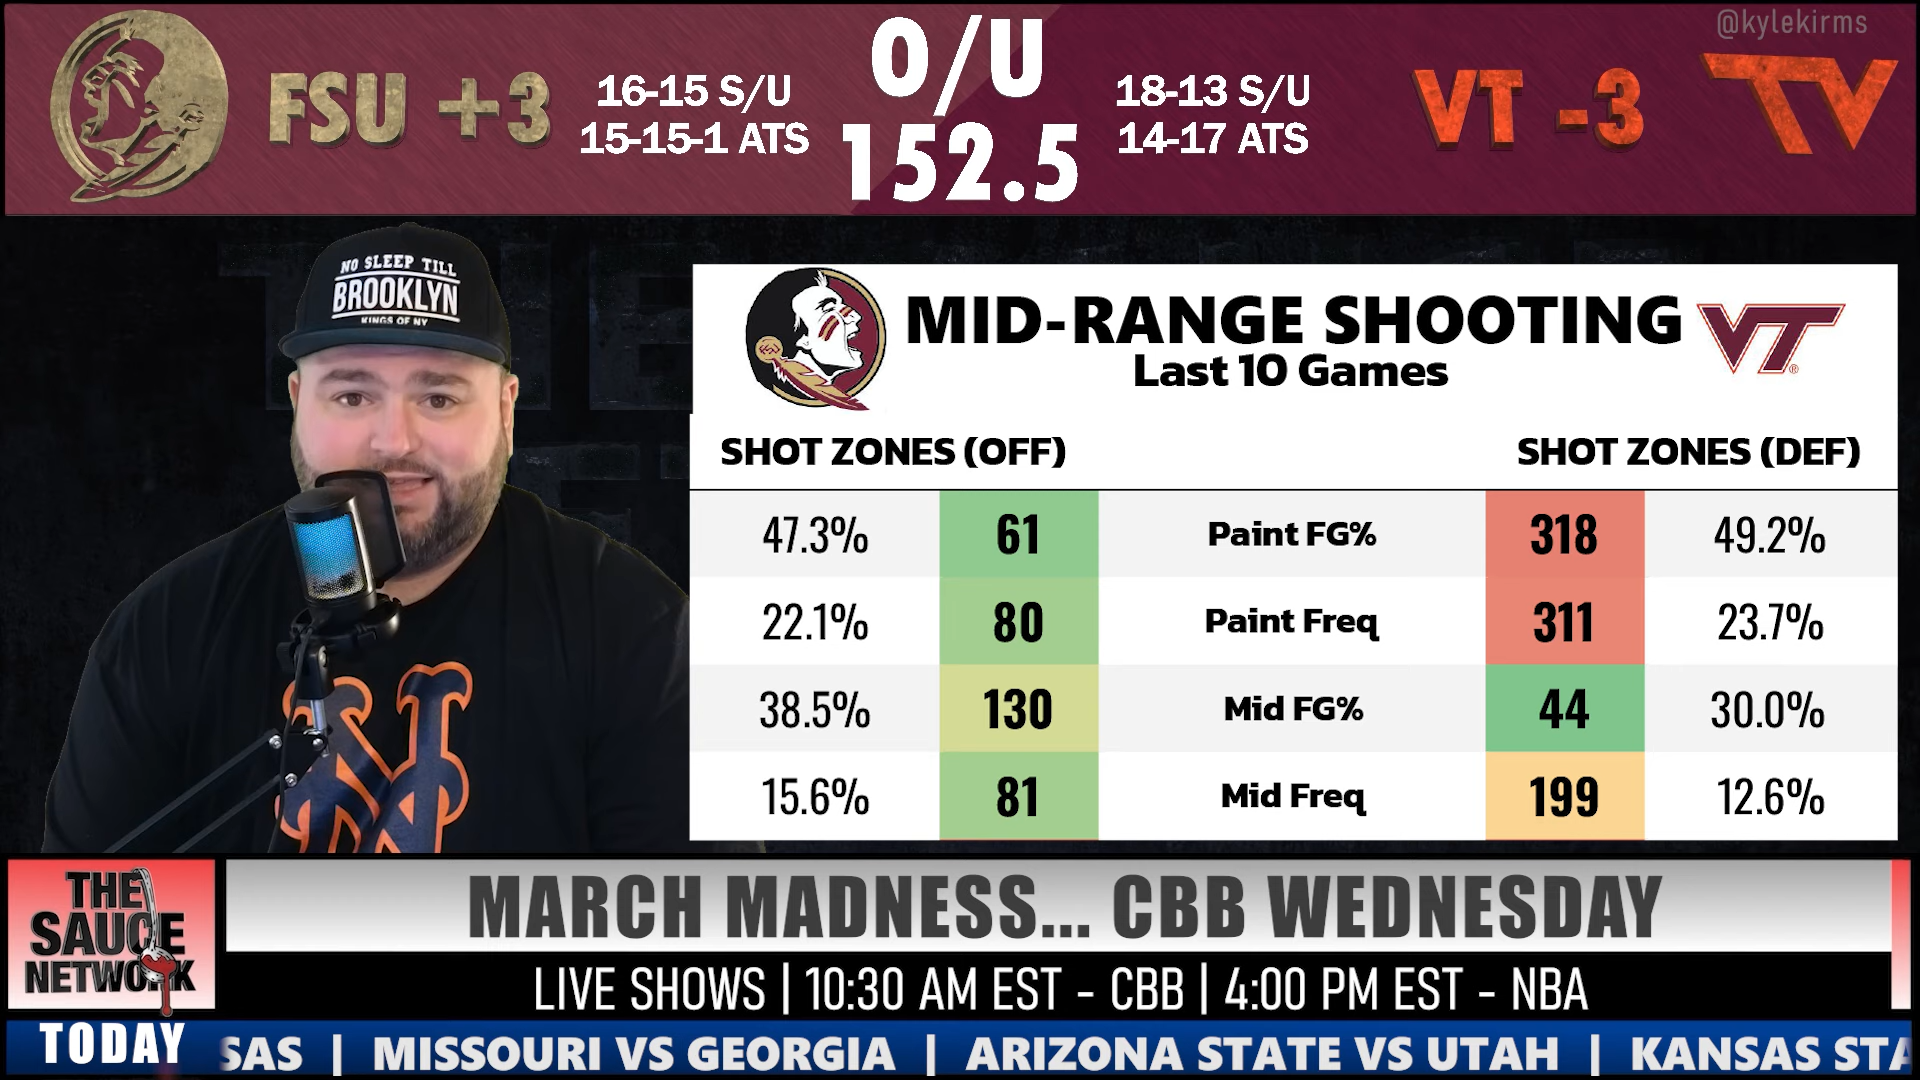 @kylekirms
FSU +3
16-15 S/U
15-15-1 ATS
O/U
152.5
18-13 S/U
14-17 ATS
VT -3
VT
NO SLEEP TILL
BROOKLYN
KINGS OF NY
NY
MID-RANGE SHOOTING
Last 10 Games
VT
SHOT ZONES (OFF)
SHOT ZONES (DEF)
47.3% 61 Paint FG% 318 49.2%
22.1% 80 Paint Freq 311 23.7%
38.5% 130 Mid FG% 44 30.0%
15.6% 81 Mid Freq 199 12.6%
THE
SAUCE
NETWORK
MARCH MADNESS... CBB WEDNESDAY
LIVE SHOWS | 10:30 AM EST - CBB | 4:00 PM EST - NBA
TODAY
SAS | MISSOURI VS GEORGIA | ARIZONA STATE VS UTAH | KANSAS STA